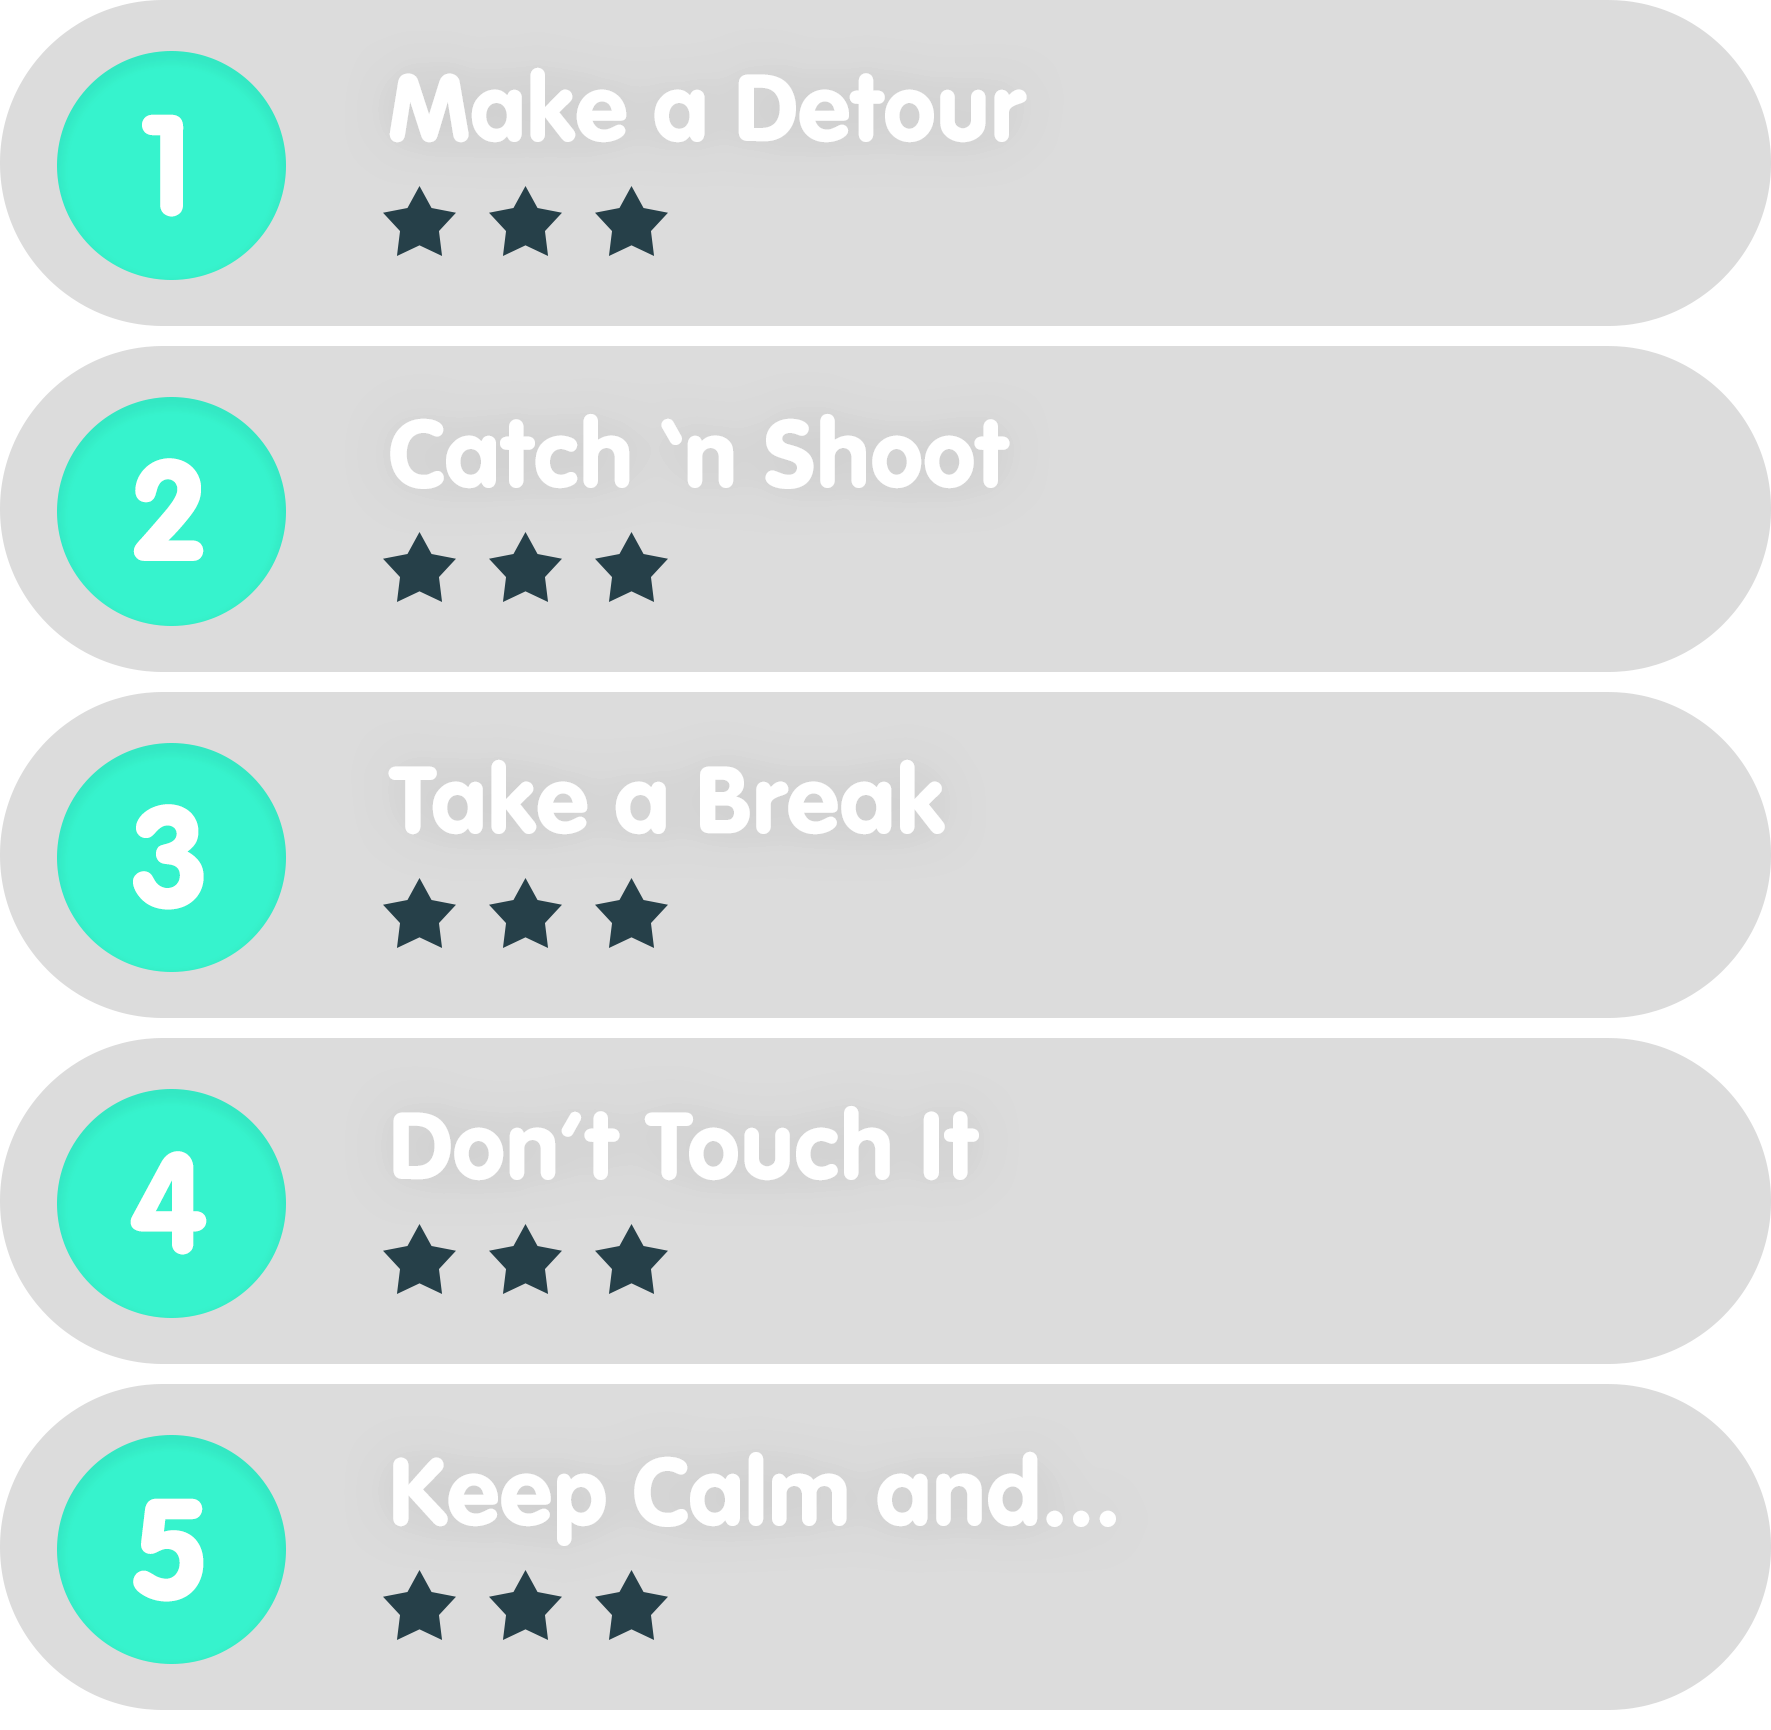 1
Make a Detour
2
Catch ‵n Shoot
3
Take a Break
4
Don′t Touch It
5
Keep Calm and...